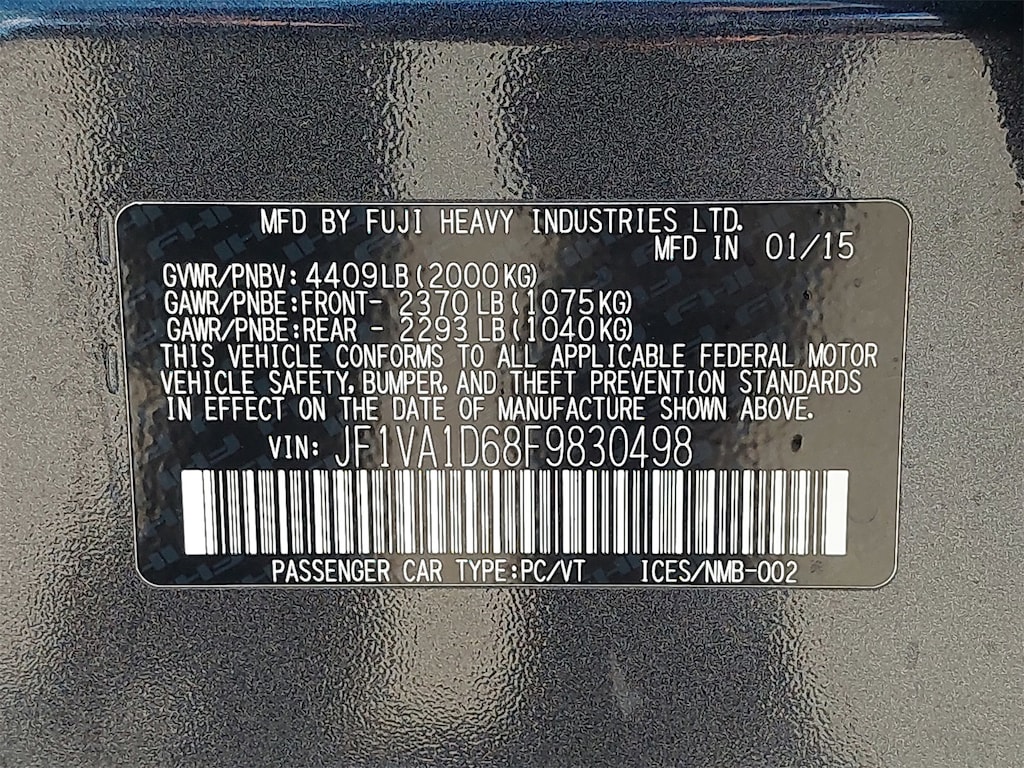 MFD BY FUJI HEAVY INDUSTRIES LTD.
MFD IN 01/15
GVWR/PNBV: 4409LB(2000KG)
GAWR/PNBE:FRONT- 2370LB(1075KG)
GAWR/PNBE:REAR - 2293LB(1040KG)
THIS VEHICLE CONFORMS TO ALL APPLICABLE FEDERAL MOTOR
VEHICLE SAFETY, BUMPER, AND THEFT PREVENTION STANDARDS
IN EFFECT ON THE DATE OF MANUFACTURE SHOWN ABOVE.
VIN: JF1VA1D68F9830498
PASSENGER CAR TYPE:PC/VT ICES/NMB-002